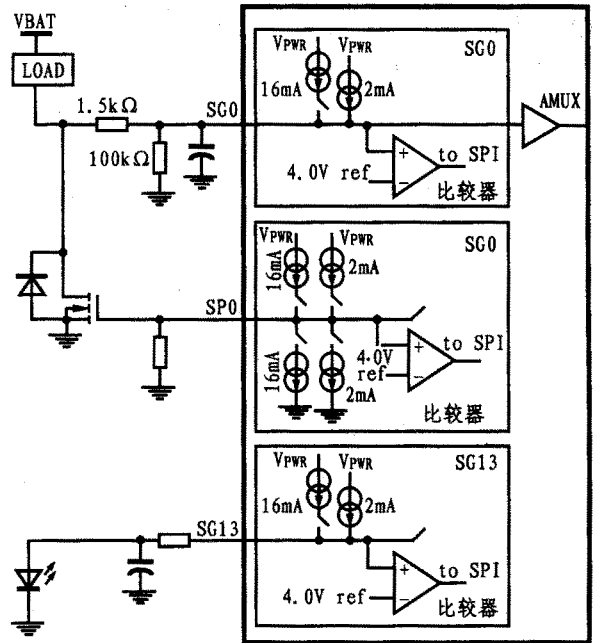 VBAT
LOAD
1.5kΩ
100kΩ
SG0
VPWR
VPWR
SG0
16mA
2mA
AMUX
4.0V ref
+
−
to SPI
比较器
SP0
VPWR
VPWR
SG0
16mA
2mA
16mA
2mA
4.0V
ref
+
−
to SPI
比较器
SG13
VPWR
VPWR
SG13
16mA
2mA
4.0V ref
+
−
to SPI
比较器